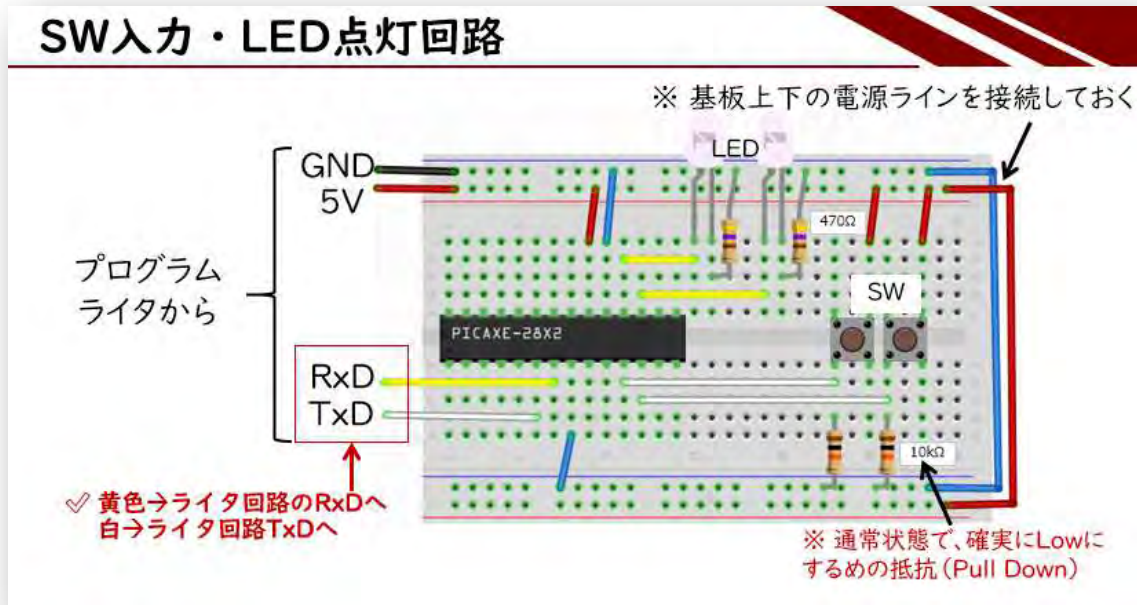 SW入力・LED点灯回路
※ 基板上下の電源ラインを接続しておく
LED
GND
5V
470Ω
プログラム
ライタから
SW
PICAXE-28X2
RxD
TxD
10kΩ
✓ 黄色→ライタ回路のRxDへ
白→ライタ回路TxDへ
※ 通常状態で、確実にLowに
するめの抵抗(Pull Down)